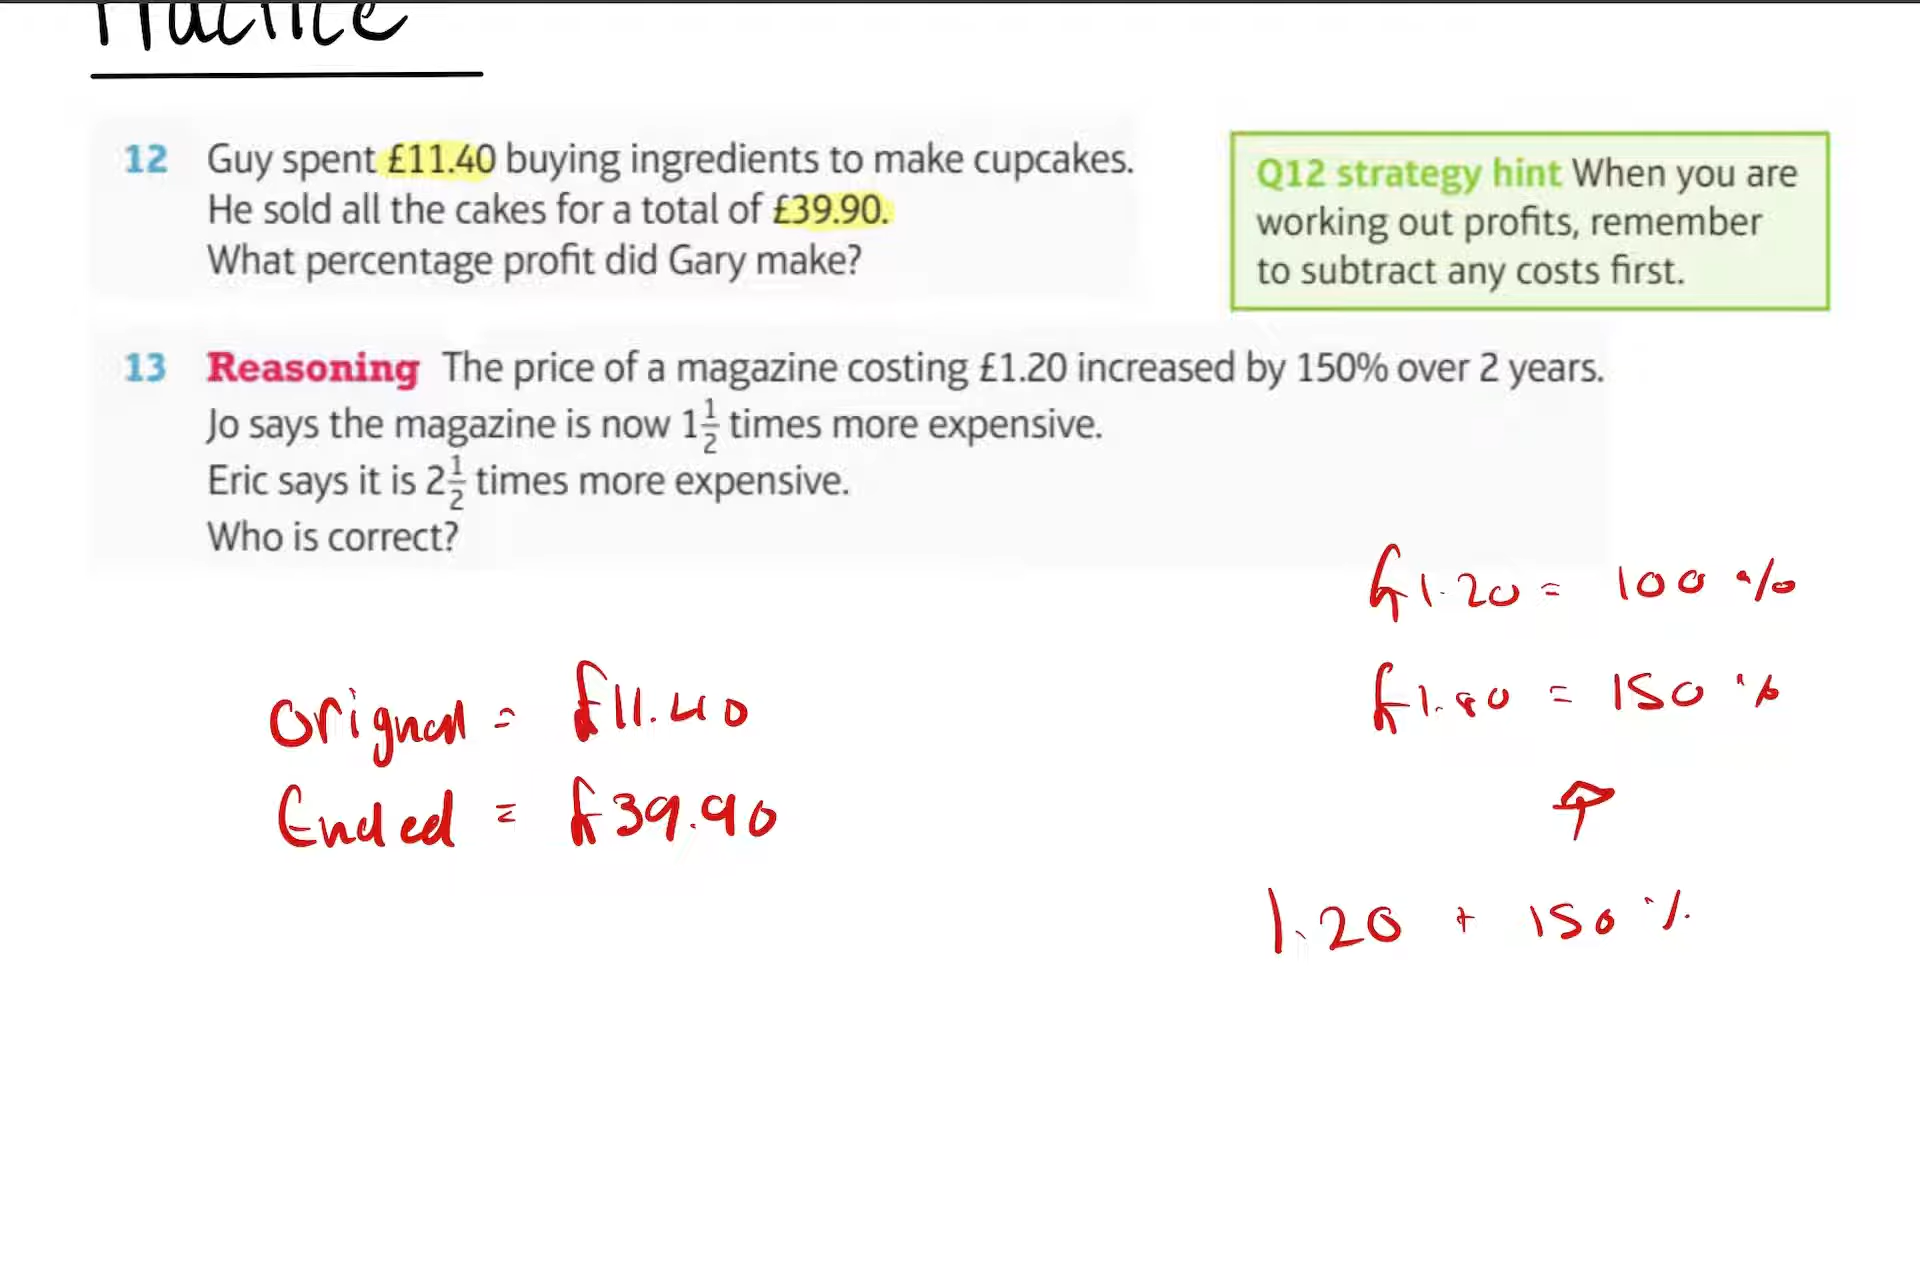 Practice
12 Guy spent £11.40 buying ingredients to make cupcakes.
He sold all the cakes for a total of £39.90.
What percentage profit did Gary make?
Q12 strategy hint When you are
working out profits, remember
to subtract any costs first.
13 Reasoning The price of a magazine costing £1.20 increased by 150% over 2 years.
Jo says the magazine is now 1 1/2 times more expensive.
Eric says it is 2 1/2 times more expensive.
Who is correct?
Orignal = £11.40
Ended = £39.90
£1.20 = 100 %
£1.80 = 150 %
1.20 + 150 %